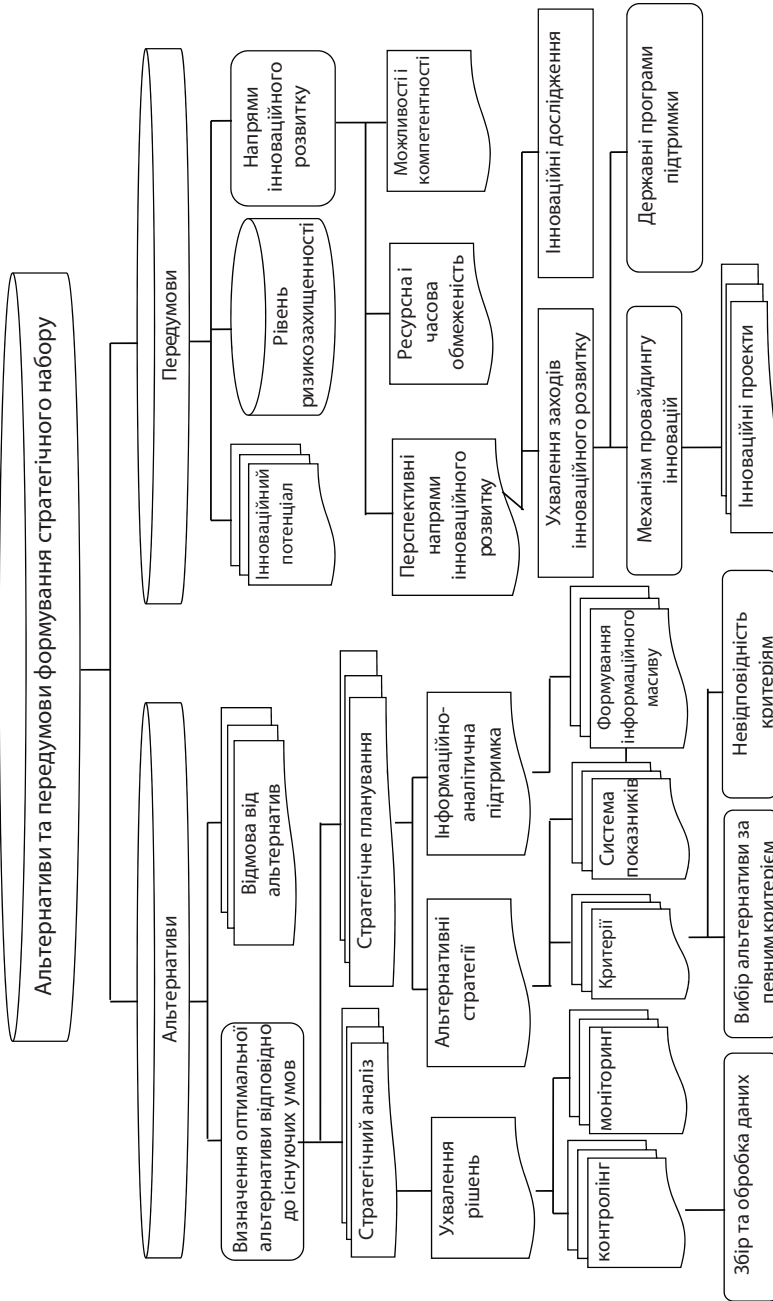 Альтернативи та передумови формування стратегічного набору
Альтернативи
Передумови
Визначення оптимальної
альтернативи відповідно
до існуючих умов
Відмова від
альтернатив
Інноваційний
потенціал
Рівень
ризикозахищенності
Напрями
інноваційного
розвитку
Стратегічний аналіз
Стратегічне планування
Перспективні
напрями
інноваційного
розвитку
Ресурсна і
часова
обмеженість
Можливості і
компетентності
Ухвалення
рішень
Альтернативні
стратегії
Інформаційно-
аналітична
підтримка
Ухвалення заходів
інноваційного розвитку
Інноваційні дослідження
контролінг
моніторинг
Критерії
Система
показників
Формування
інформаційного
масиву
Механізм провайдингу
інновацій
Державні програми
підтримки
Збір та обробка даних
Вибір альтернативи за
певним критерієм
Невідповідність
критеріям
Інноваційні проекти